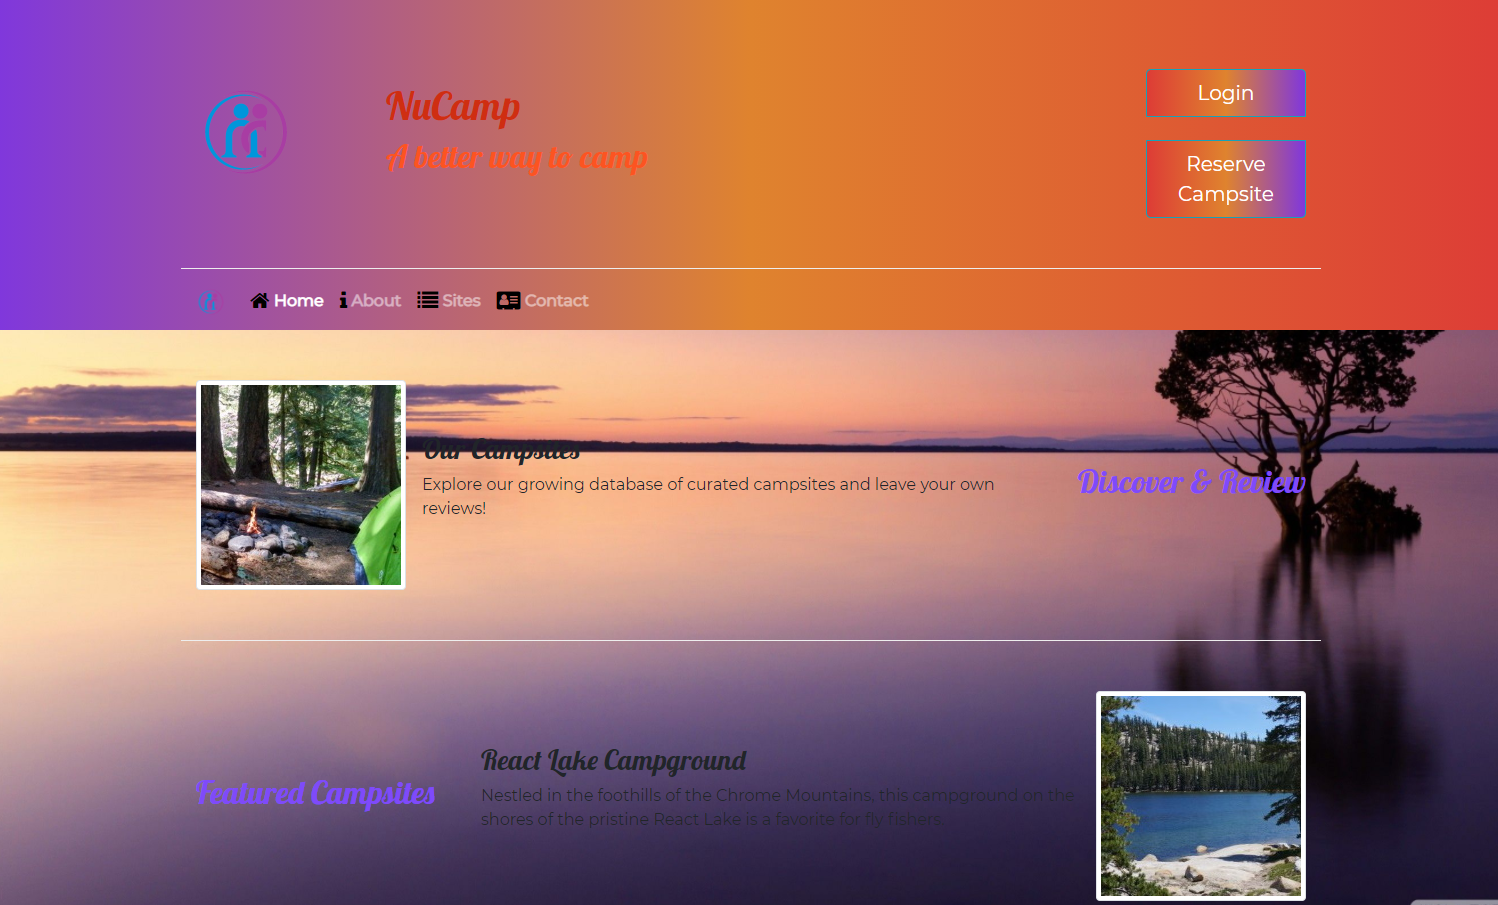 NuCamp
A better way to camp
Login
Reserve
Campsite
Home About Sites Contact
Our Campsites
Explore our growing database of curated campsites and leave your own
reviews!
Discover & Review
Featured Campsites
React Lake Campground
Nestled in the foothills of the Chrome Mountains, this campground on the
shores of the pristine React Lake is a favorite for fly fishers.